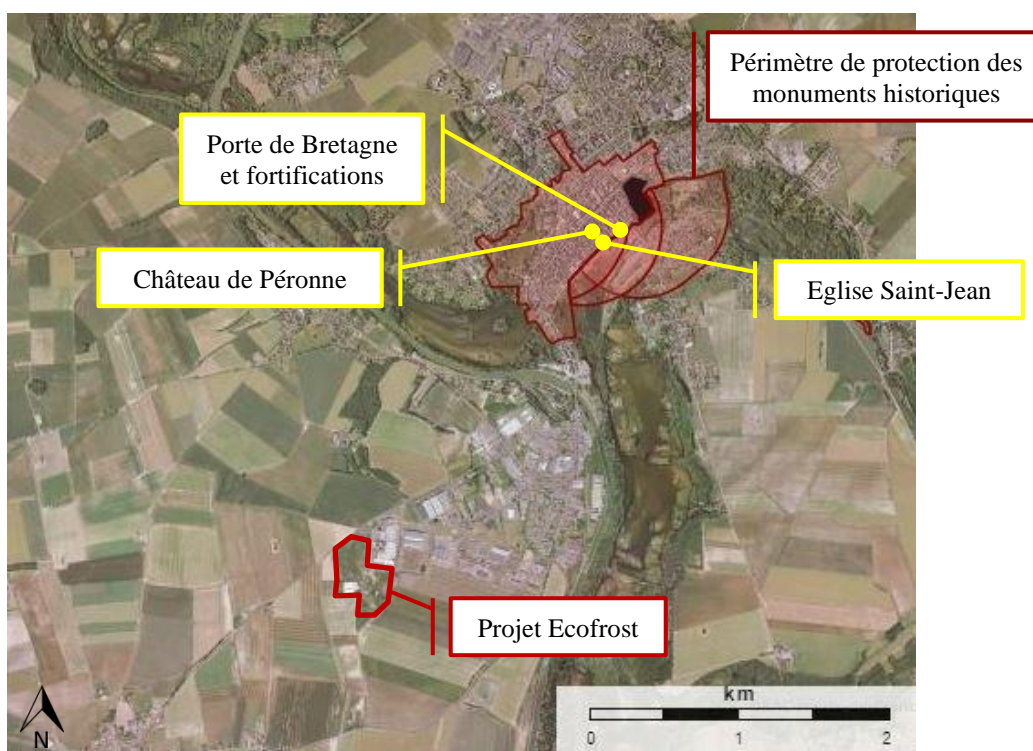 Périmètre de protection des
monuments historiques
Porte de Bretagne
et fortifications
Château de Péronne
Eglise Saint-Jean
Projet Ecofrost
N
km
0 1 2